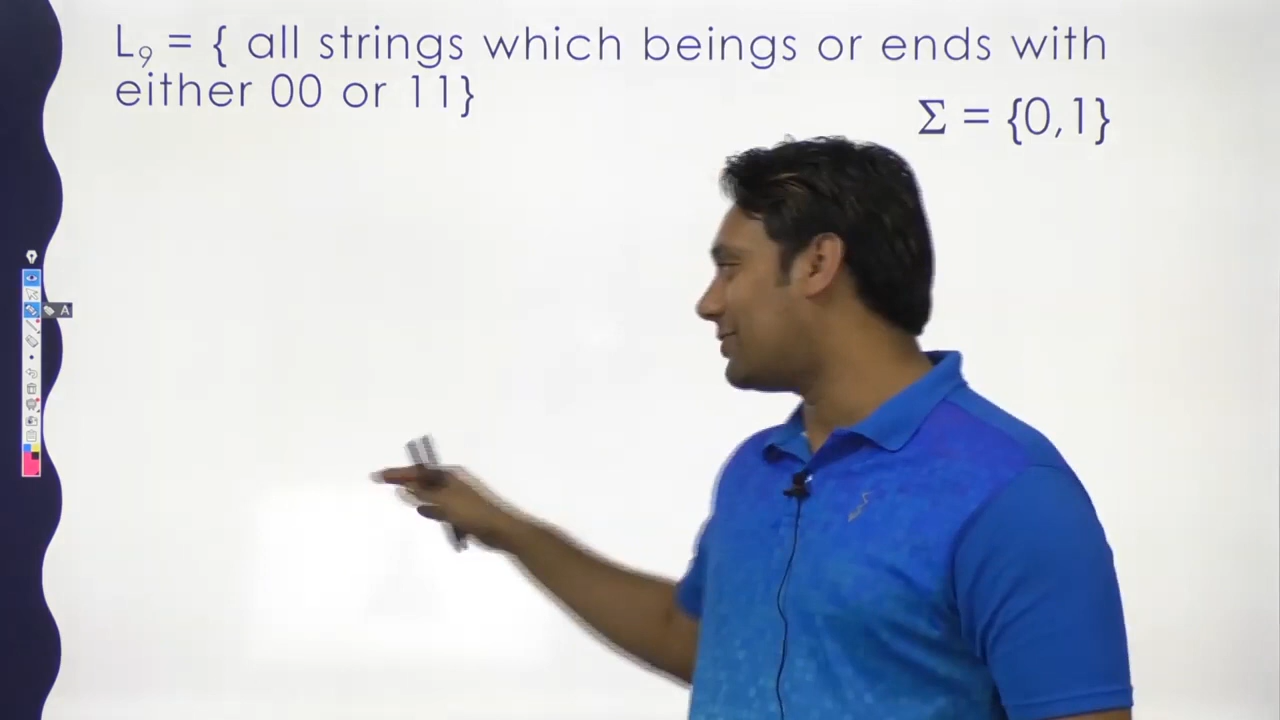 L₉ = { all strings which beings or ends with
either 00 or 11}
Σ = {0,1}
A